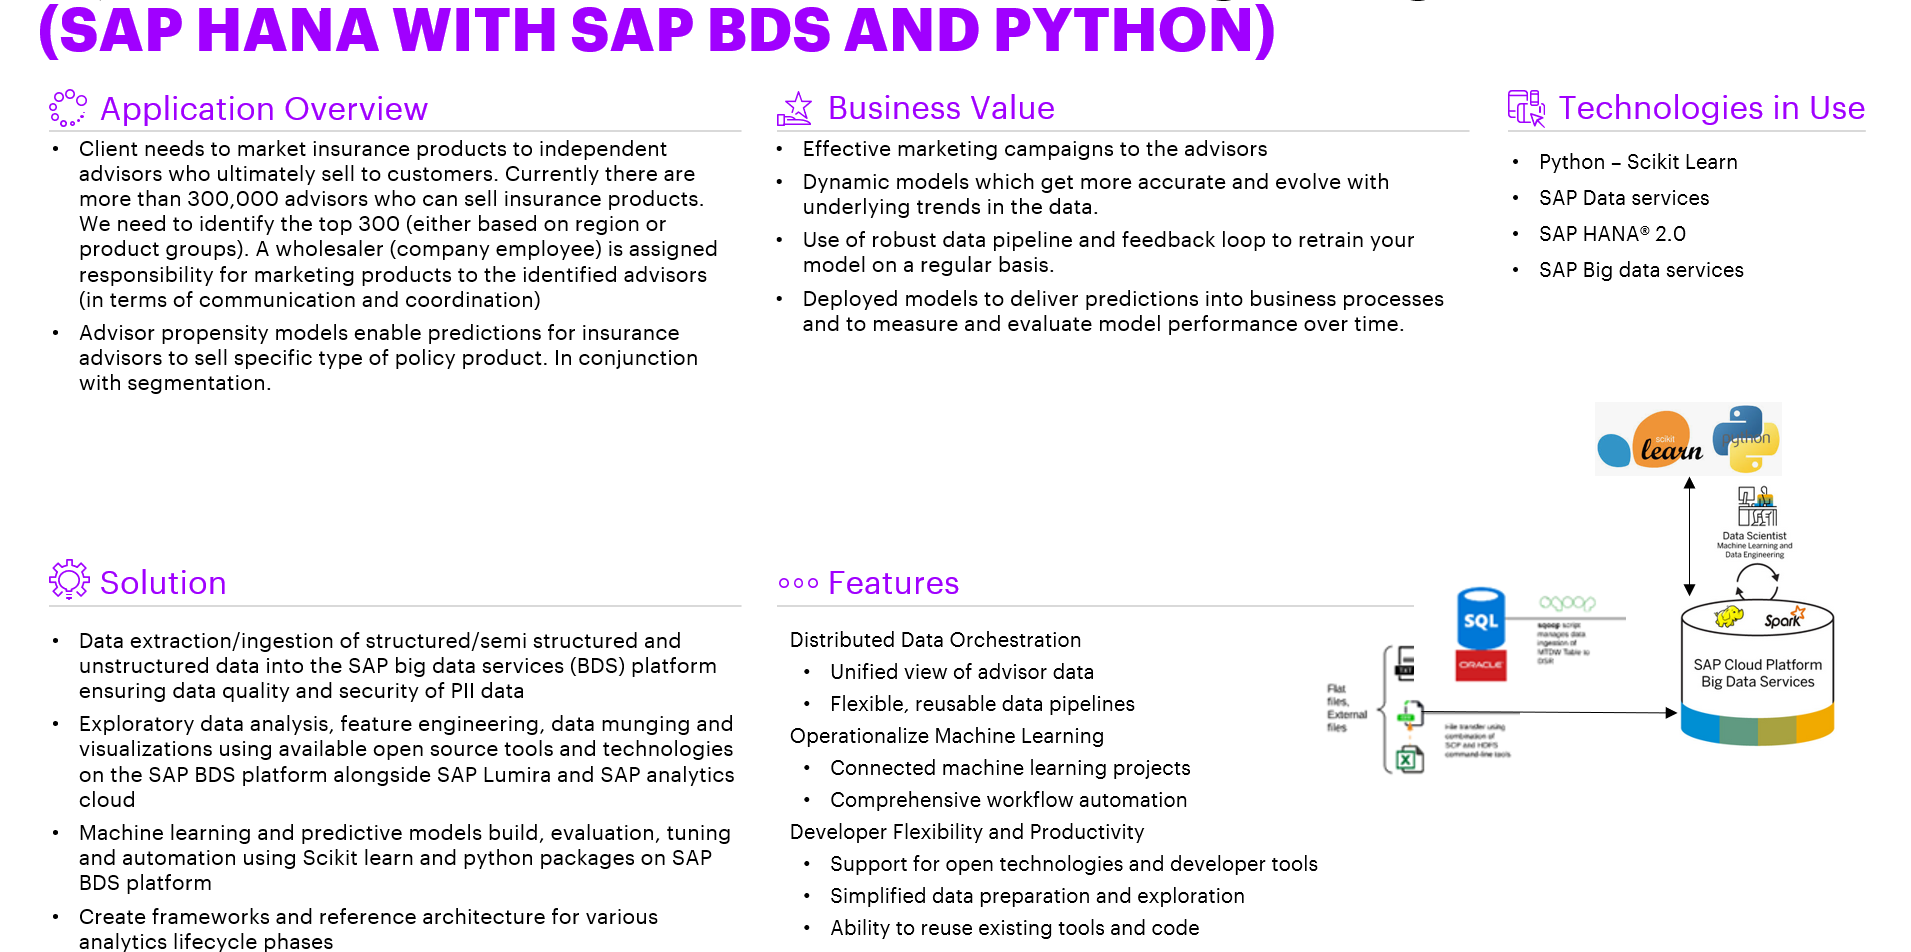 (SAP HANA WITH SAP BDS AND PYTHON)
Application Overview
• Client needs to market insurance products to independent
advisors who ultimately sell to customers. Currently there are
more than 300,000 advisors who can sell insurance products.
We need to identify the top 300 (either based on region or
product groups). A wholesaler (company employee) is assigned
responsibility for marketing products to the identified advisors
(in terms of communication and coordination)
• Advisor propensity models enable predictions for insurance
advisors to sell specific type of policy product. In conjunction
with segmentation.
Business Value
• Effective marketing campaigns to the advisors
• Dynamic models which get more accurate and evolve with
underlying trends in the data.
• Use of robust data pipeline and feedback loop to retrain your
model on a regular basis.
• Deployed models to deliver predictions into business processes
and to measure and evaluate model performance over time.
Technologies in Use
• Python – Scikit Learn
• SAP Data services
• SAP HANA® 2.0
• SAP Big data services
Solution
• Data extraction/ingestion of structured/semi structured and
unstructured data into the SAP big data services (BDS) platform
ensuring data quality and security of PII data
• Exploratory data analysis, feature engineering, data munging and
visualizations using available open source tools and technologies
on the SAP BDS platform alongside SAP Lumira and SAP analytics
cloud
• Machine learning and predictive models build, evaluation, tuning
and automation using Scikit learn and python packages on SAP
BDS platform
• Create frameworks and reference architecture for various
analytics lifecycle phases
Features
Distributed Data Orchestration
• Unified view of advisor data
• Flexible, reusable data pipelines
Operationalize Machine Learning
• Connected machine learning projects
• Comprehensive workflow automation
Developer Flexibility and Productivity
• Support for open technologies and developer tools
• Simplified data preparation and exploration
• Ability to reuse existing tools and code
scikit
learn
python
Data Scientist
Machine Learning and
Data Engineering
Spark
SAP Cloud Platform
Big Data Services
SQL
ORACLE
sqoop
sqoop script
manages data
ingestion of
MTDW Table to
DSR
TXT
Flat
files,
External
files
X
File transfer using
combination of
SCP and HDFS
command-line tools